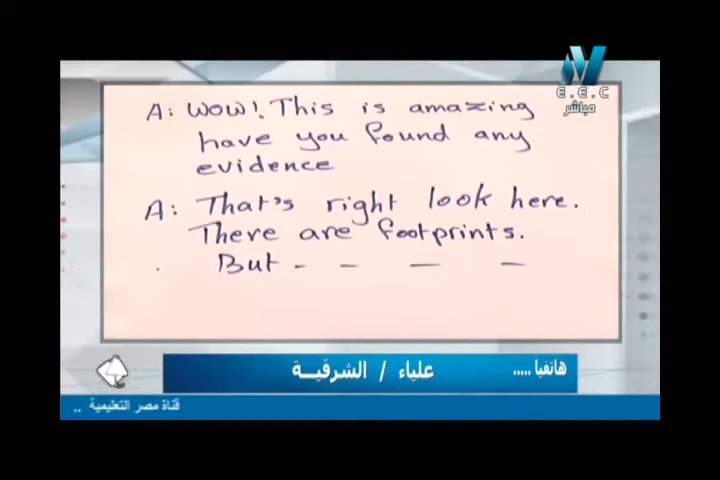 E.E.C
مباشر
A: WOW!. This is amazing
have you found any
evidence
A: That's right look here.
There are footprints.
But - - - -
هاتفيا .....
علياء / الشرقيــة
قناة مصر التعليمية ..